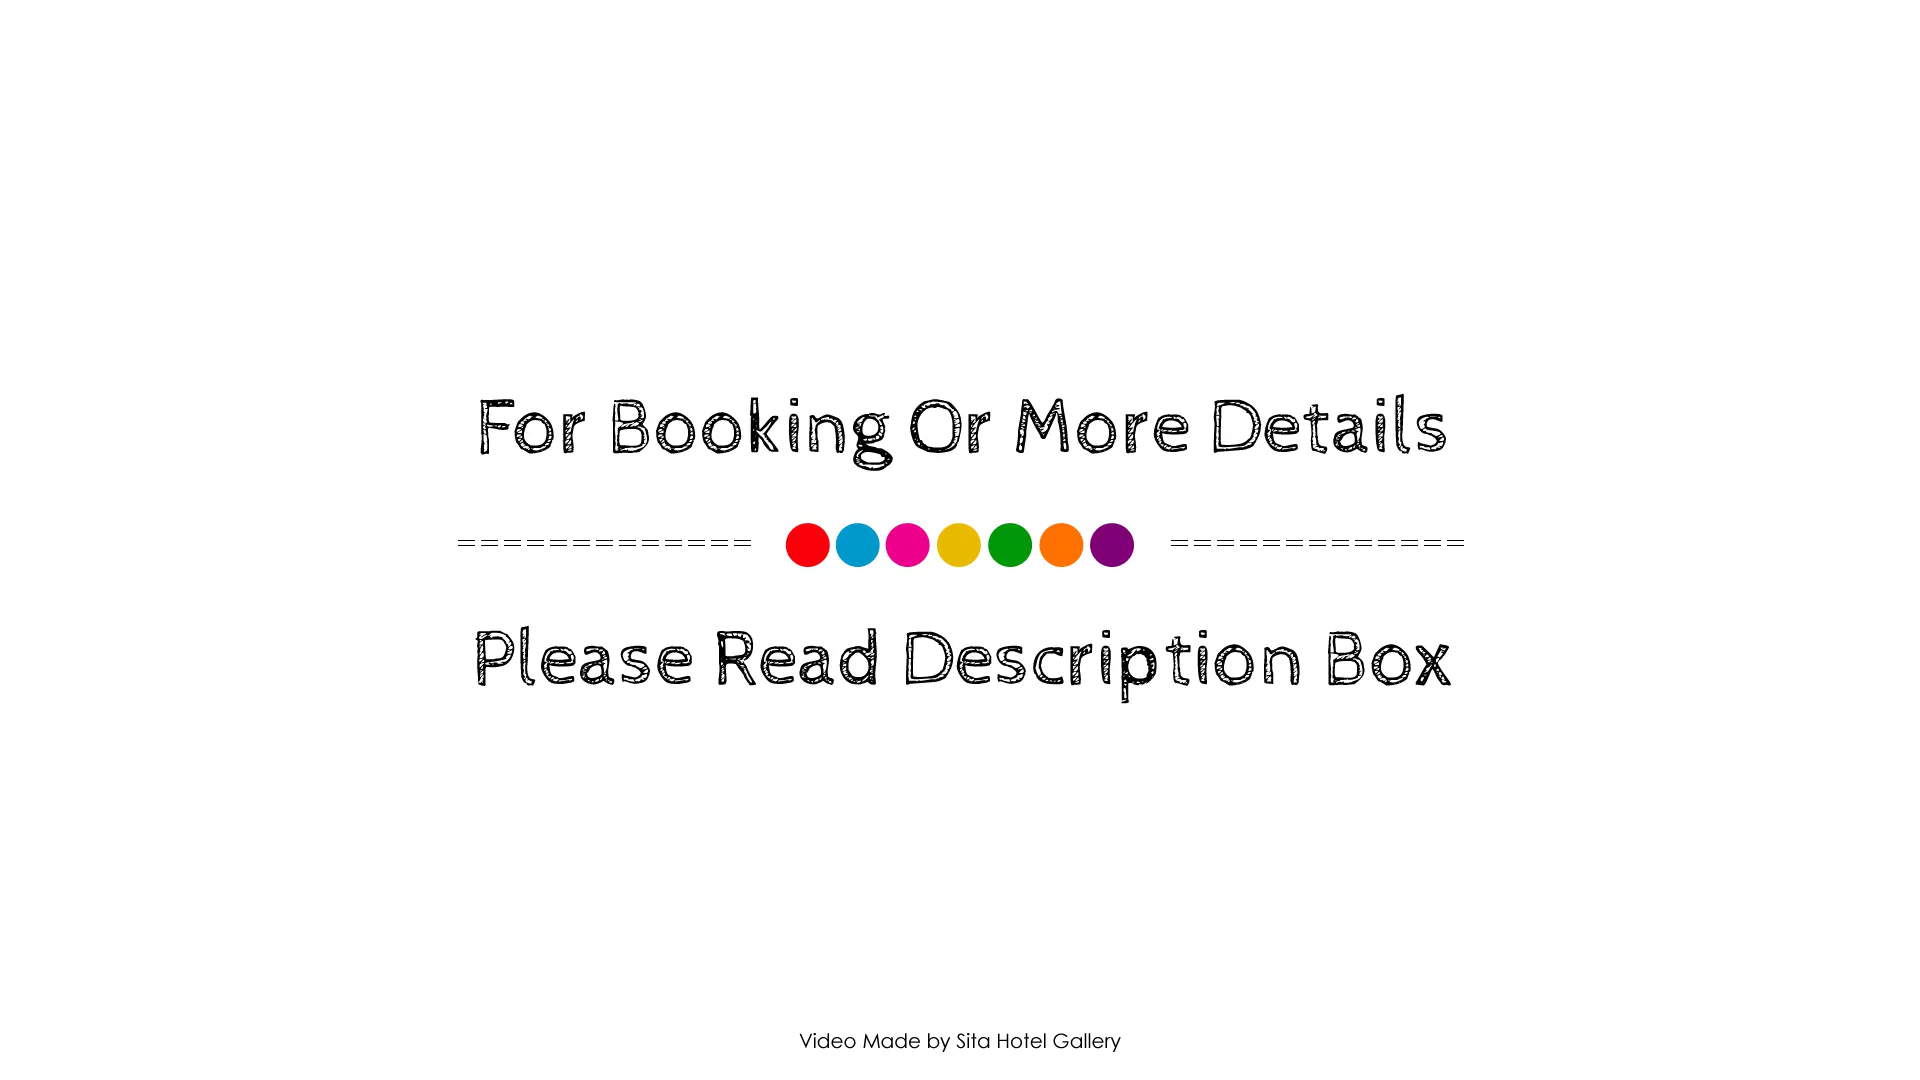 For Booking Or More Details
============= =============
Please Read Description Box
Video Made by Sita Hotel Gallery